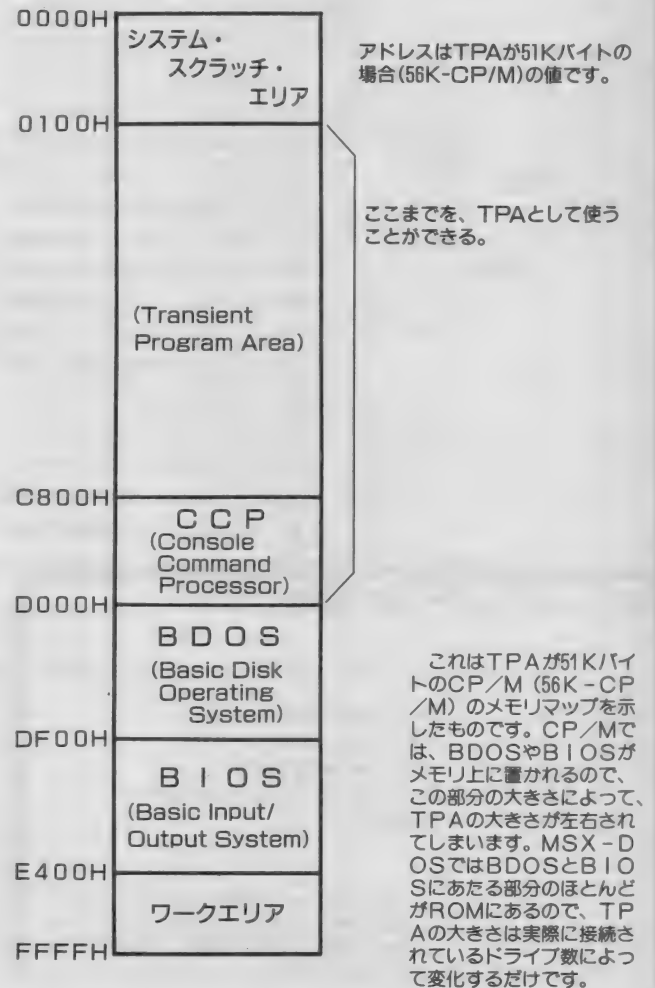 0000H
システム・
スクラッチ・
エリア
アドレスはTPAが51Kバイトの
場合(56K-CP/M)の値です。
0100H
ここまでを、TPAとして使う
ことができる。
(Transient
Program Area)
C800H
CCP
(Console
Command
Processor)
D000H
BDOS
(Basic Disk
Operating
System)
DF00H
BIOS
(Basic Input/
Output System)
E400H
ワークエリア
FFFFH
これはTPAが51Kバイ
トのCP/M(56K-CP
/M)のメモリマップを示
したものです。CP/Mで
は、BDOSやBIOSが
メモリ上に置かれるので、
この部分の大きさによって、
TPAの大きさが左右され
てしまいます。MSX-D
OSではBDOSとBIO
Sにあたる部分のほとんど
がROMにあるので、TP
Aの大きさは実際に接続さ
れているドライブ数によっ
て変化するだけです。